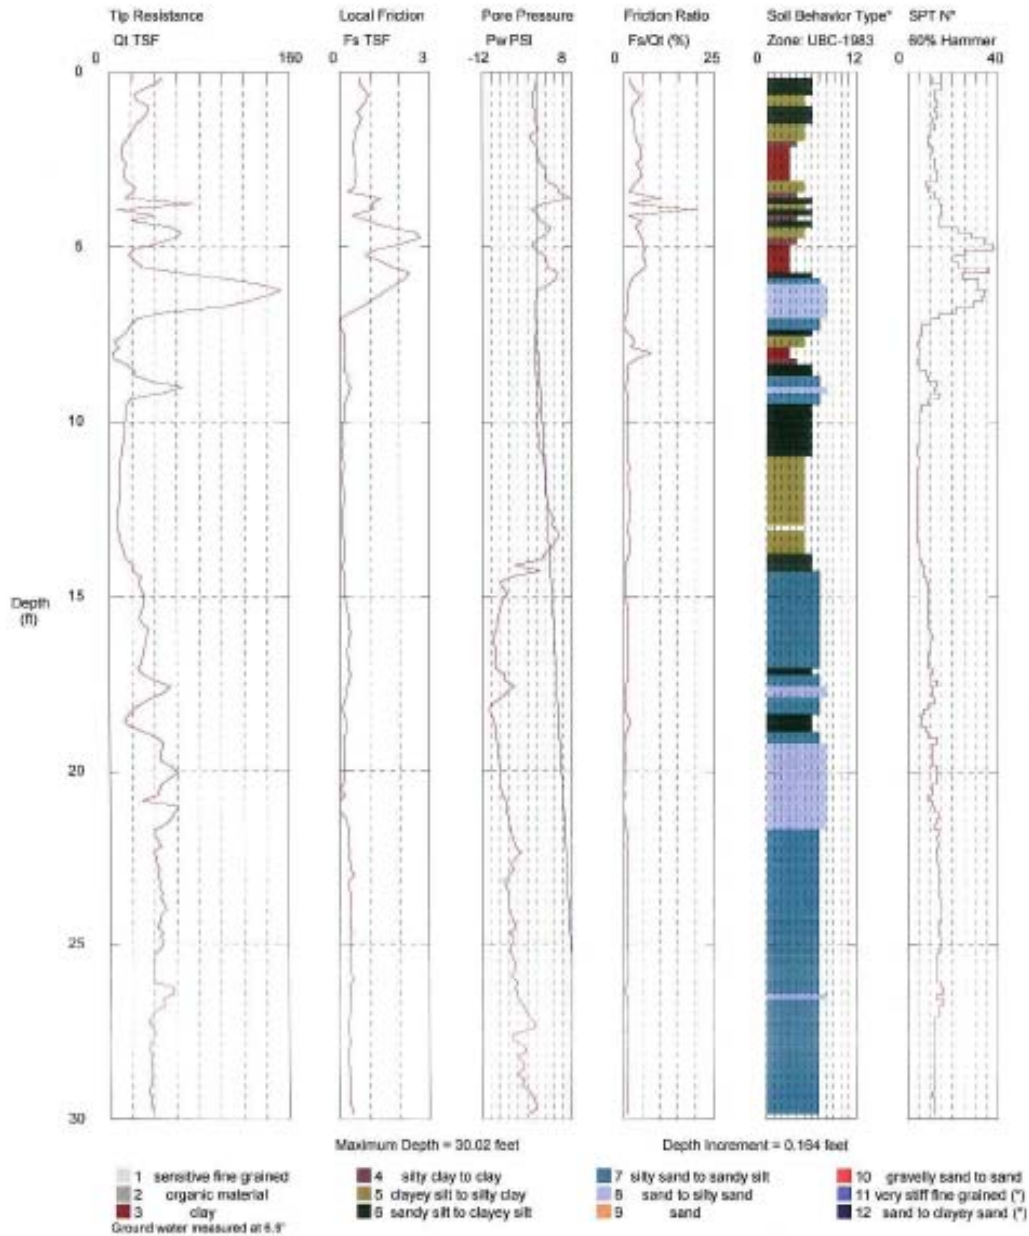 Tip Resistance Local Friction Pore Pressure Friction Ratio Soil Behavior Type* SPT N*
Qt TSF Fs TSF Pw PSI Fs/Qt (%) Zone: UBC-1983 60% Hammer
0 160 0 3 -12 8 0 25 0 12 0 40
0
5
10
15
Depth
(ft)
20
25
30
Maximum Depth = 30.02 feet Depth Increment = 0.164 feet
1 sensitive fine grained 4 silty clay to clay 7 silty sand to sandy silt 10 gravelly sand to sand
2 organic material 5 clayey silt to silty clay 8 sand to silty sand 11 very stiff fine grained (*)
3 clay 6 sandy silt to clayey silt 9 sand 12 sand to clayey sand (*)
Ground water measured at